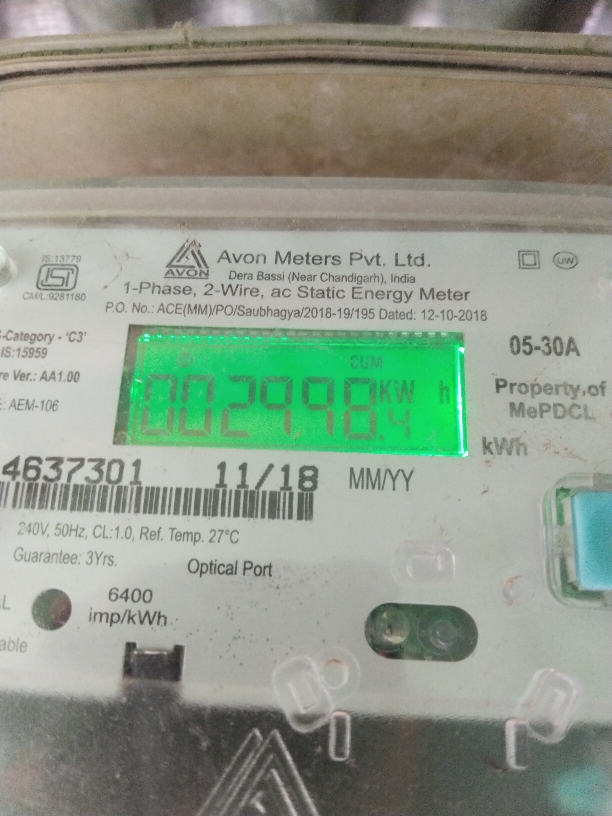 IS:13779
ISI
CM/L:9281180
AVON
Avon Meters Pvt. Ltd.
Dera Bassi (Near Chandigarh), India
1-Phase, 2-Wire, ac Static Energy Meter
P.O. No.: ACE(MM)/PO/Saubhagya/2018-19/195 Dated: 12-10-2018
UW
-Category - 'C3'
IS:15959
re Ver.: AA1.00
: AEM-106
CUM
002998.4 KW h
05-30A
Property of
MePDCL
kWh
4637301 11/18 MM/YY
240V, 50Hz, CL:1.0, Ref. Temp. 27°C
Guarantee: 3Yrs.
Optical Port
6400
imp/kWh
able